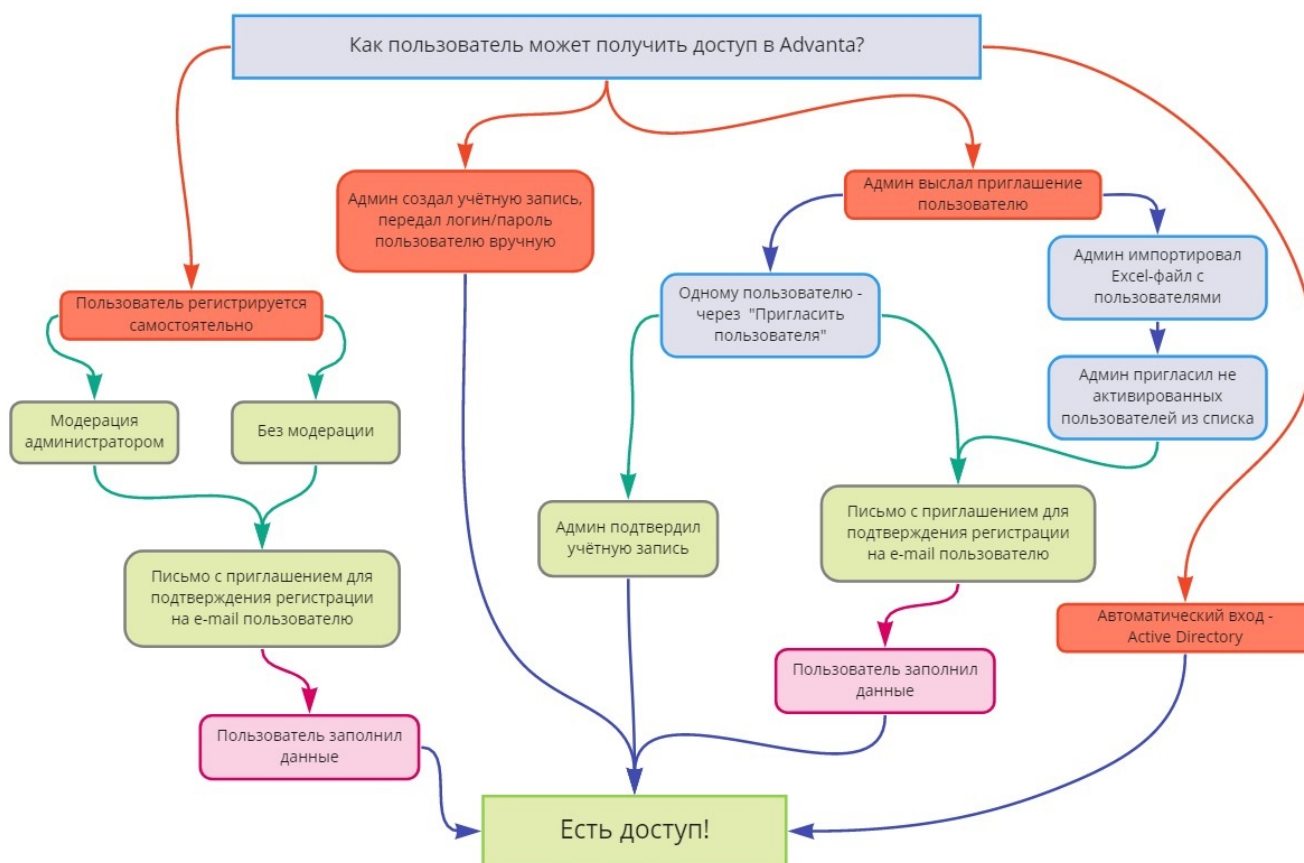 Как пользователь может получить доступ в Advanta?
Админ создал учётную запись,
передал логин/пароль
пользователю вручную
Админ выслал приглашение
пользователю
Админ импортировал
Excel-файл с
пользователями
Пользователь регистрируется
самостоятельно
Одному пользователю -
через "Пригласить
пользователя"
Админ пригласил не
активированных
пользователей из списка
Модерация
администратором
Без модерации
Админ подтвердил
учётную запись
Письмо с приглашением для
подтверждения регистрации
на e-mail пользователю
Письмо с приглашением для
подтверждения регистрации
на e-mail пользователю
Автоматический вход -
Active Directory
Пользователь заполнил
данные
Пользователь заполнил
данные
Есть доступ!